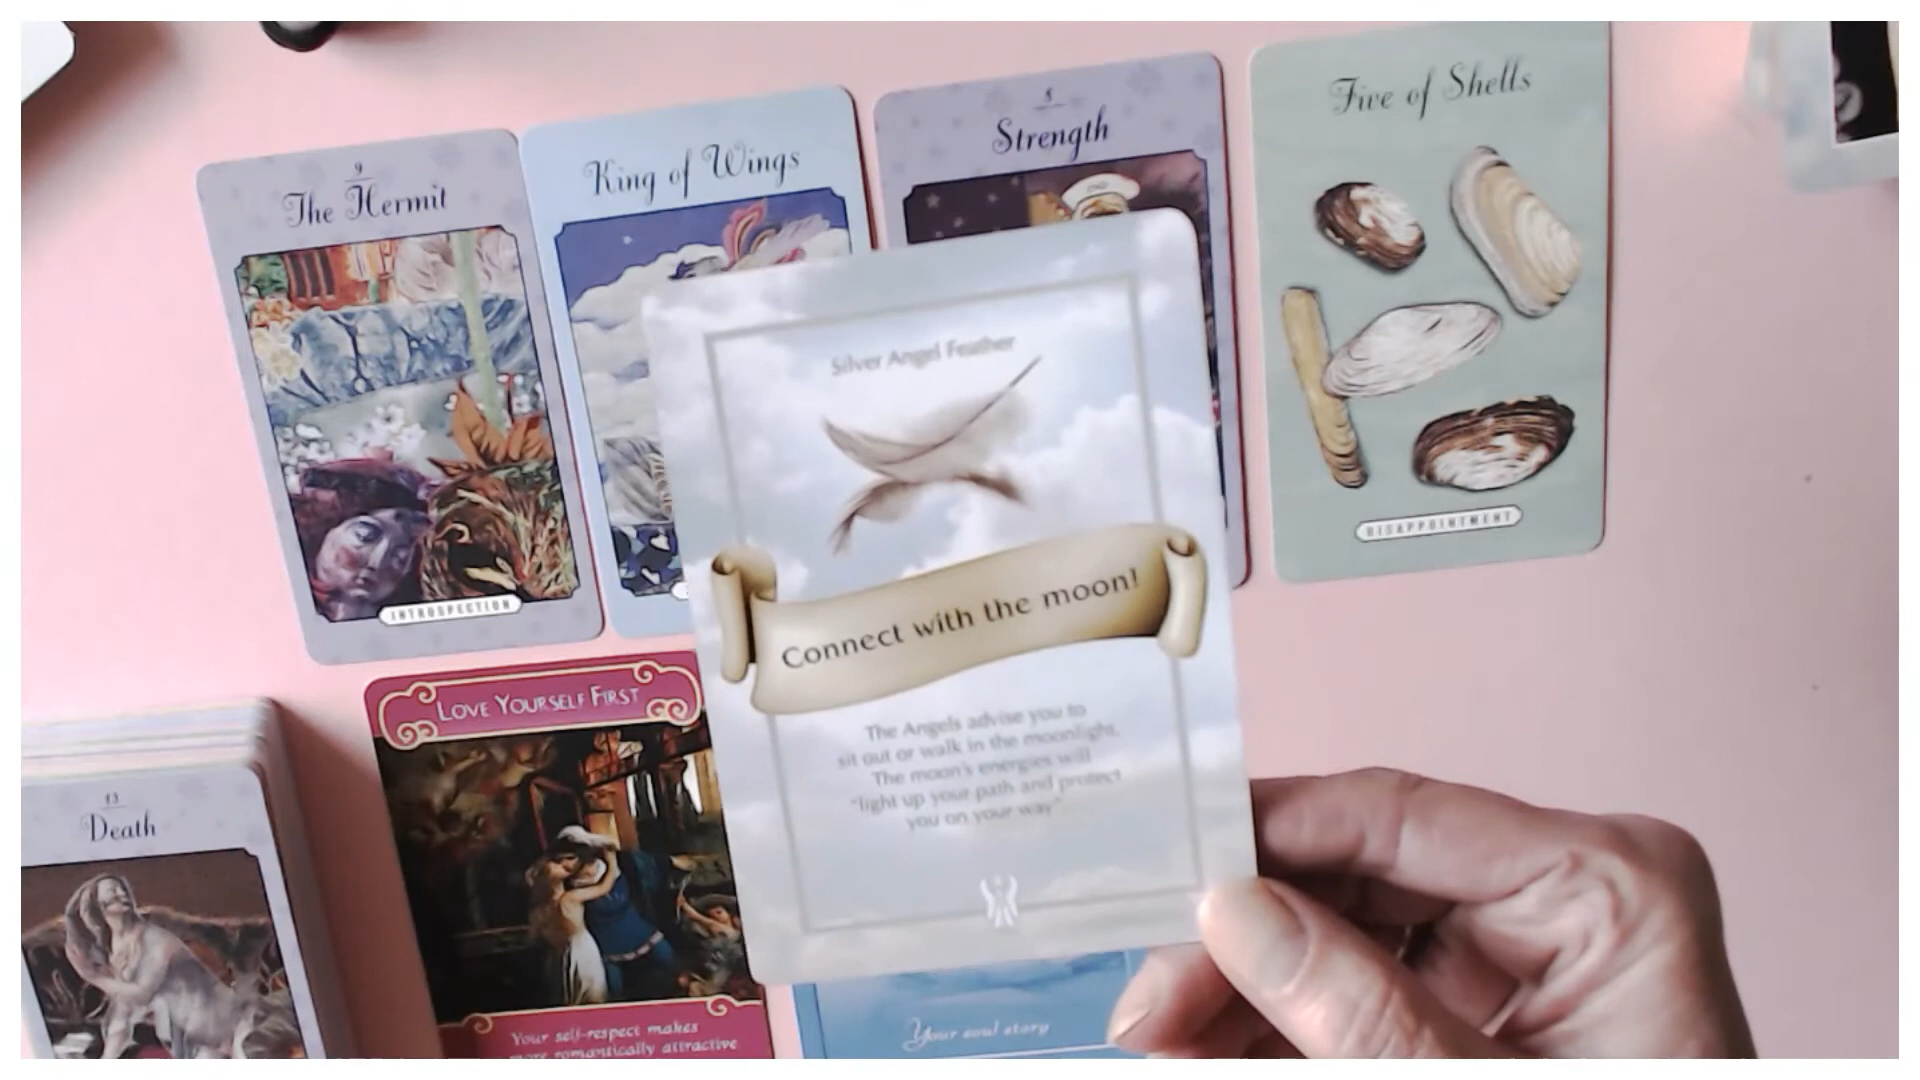 9
The Hermit
INTROSPECTION
King of Wings
8
Strength
Five of Shells
DISAPPOINTMENT
Silver Angel Feather
Connect with the moon!
The Angels advise you to
sit out or walk in the moonlight.
The moon's energies will
"light up your path and protect
you on your way"
LOVE YOURSELF FIRST
Your self-respect makes
more romantically attractive
Your soul story
13
Death